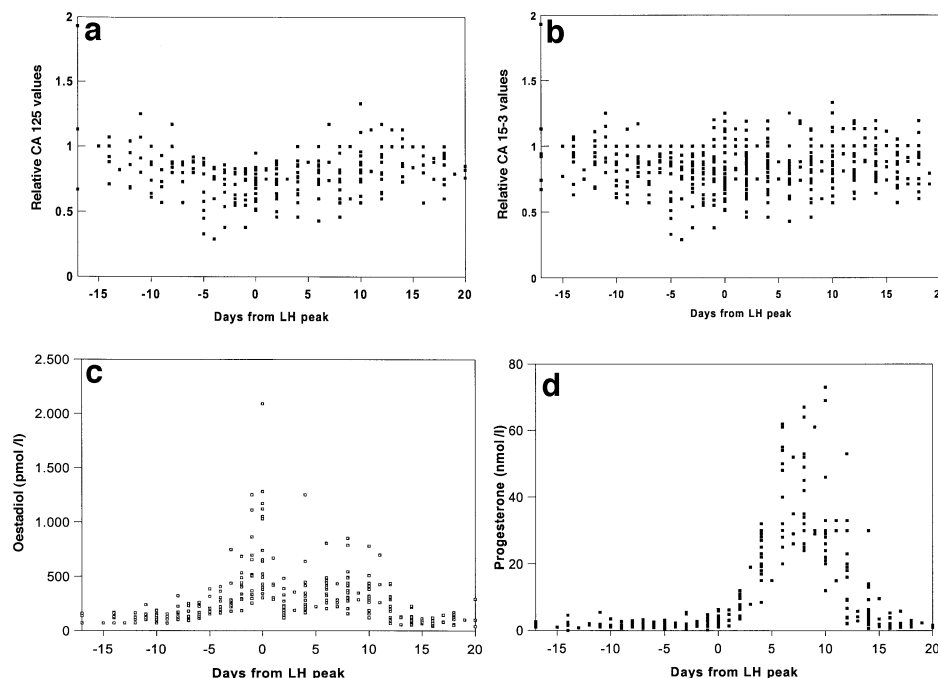 a
Relative CA 125 values
2
1.5
1
0.5
0
-15 -10 -5 0 5 10 15 20
Days from LH peak
b
Relative CA 15-3 values
2
1.5
1
0.5
0
-15 -10 -5 0 5 10 15 20
Days from LH peak
c
Oestadiol (pmol /l)
2.500
2.000
1.500
1.000
500
0
-15 -10 -5 0 5 10 15 20
Days from LH peak
d
Progesterone (nmol /l)
80
60
40
20
0
-15 -10 -5 0 5 10 15 20
Days from LH peak